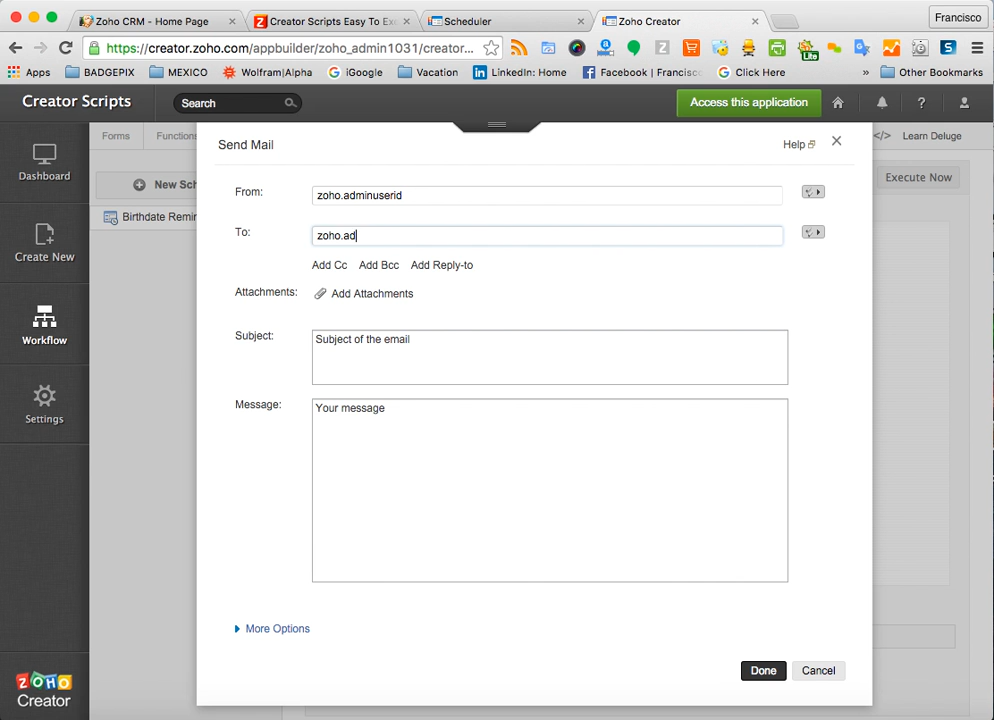 Zoho CRM - Home Page
Creator Scripts Easy To Ex
Scheduler
Zoho Creator
Francisco
https://creator.zoho.com/appbuilder/zoho_admin1031/creator...
Apps
BADGEPIX
MEXICO
Wolfram|Alpha
iGoogle
Vacation
LinkedIn: Home
Facebook | Francisc
Click Here
»
Other Bookmarks
Creator Scripts
Search
Access this application
?
Dashboard
Create New
Workflow
Settings
ZOHO
Creator
Forms
Functions
</> Learn Deluge
New Sch
Birthdate Remin
Execute Now
Send Mail
Help
From:
zoho.adminuserid
To:
zoho.ad
Add Cc Add Bcc Add Reply-to
Attachments:
Add Attachments
Subject:
Subject of the email
Message:
Your message
More Options
Done
Cancel